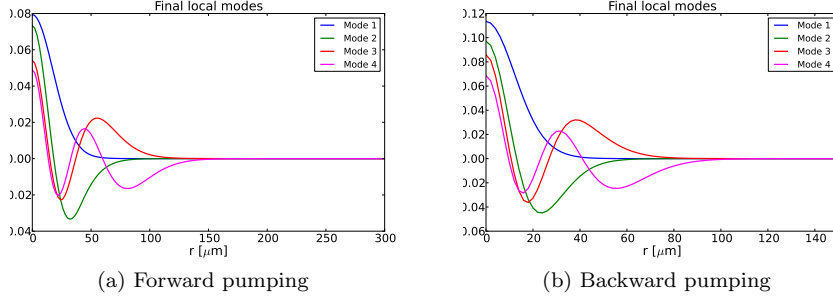 Final local modes
0.08
0.06
0.04
0.02
0.00
0.02
0.04
0 50 100 150 200 250 300
r [μm]
Mode 1
Mode 2
Mode 3
Mode 4
(a) Forward pumping
Final local modes
0.12
0.10
0.08
0.06
0.04
0.02
0.00
0.02
0.04
0.06
0 20 40 60 80 100 120 140
r [μm]
Mode 1
Mode 2
Mode 3
Mode 4
(b) Backward pumping